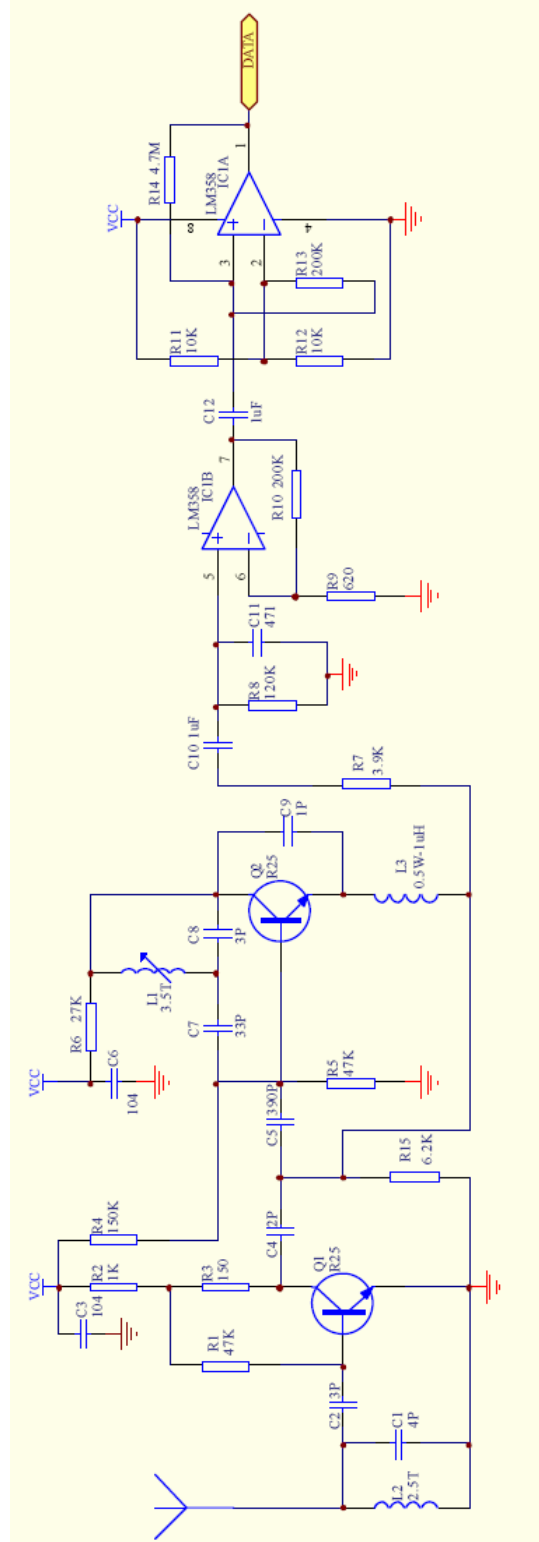 DATA
R14 4.7M
VCC
LM358
IC1A
1
8
4
3
2
R13
200K
R11
10K
R12
10K
C12
1uF
LM358
IC1B
7
5
6
R10 200K
C11
471
R9
620
R8
120K
C10 1uF
R7
3.9K
C9
1P
Q2
R25
L3
0.5W-1uH
C8
3P
L1
3.5T
R6
27K
C7
33P
VCC
C6
104
C5
390P
R5
47K
R15
6.2K
R4
150K
C4
2P
VCC
R2
1K
R3
150
Q1
R25
C3
104
R1
47K
C2
3P
C1
4P
L2
2.5T